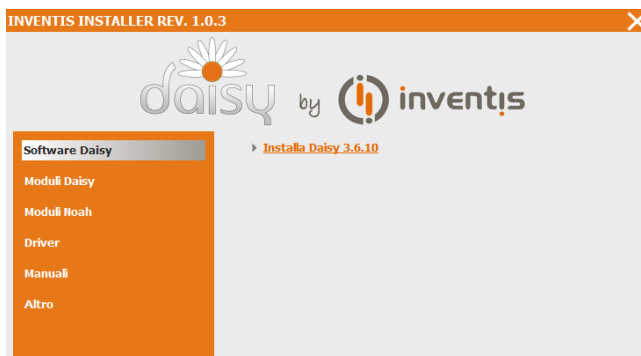 INVENTIS INSTALLER REV. 1.0.3
daisy by inventis
Software Daisy
Installa Daisy 3.6.10
Moduli Daisy
Moduli Noah
Driver
Manuali
Altro